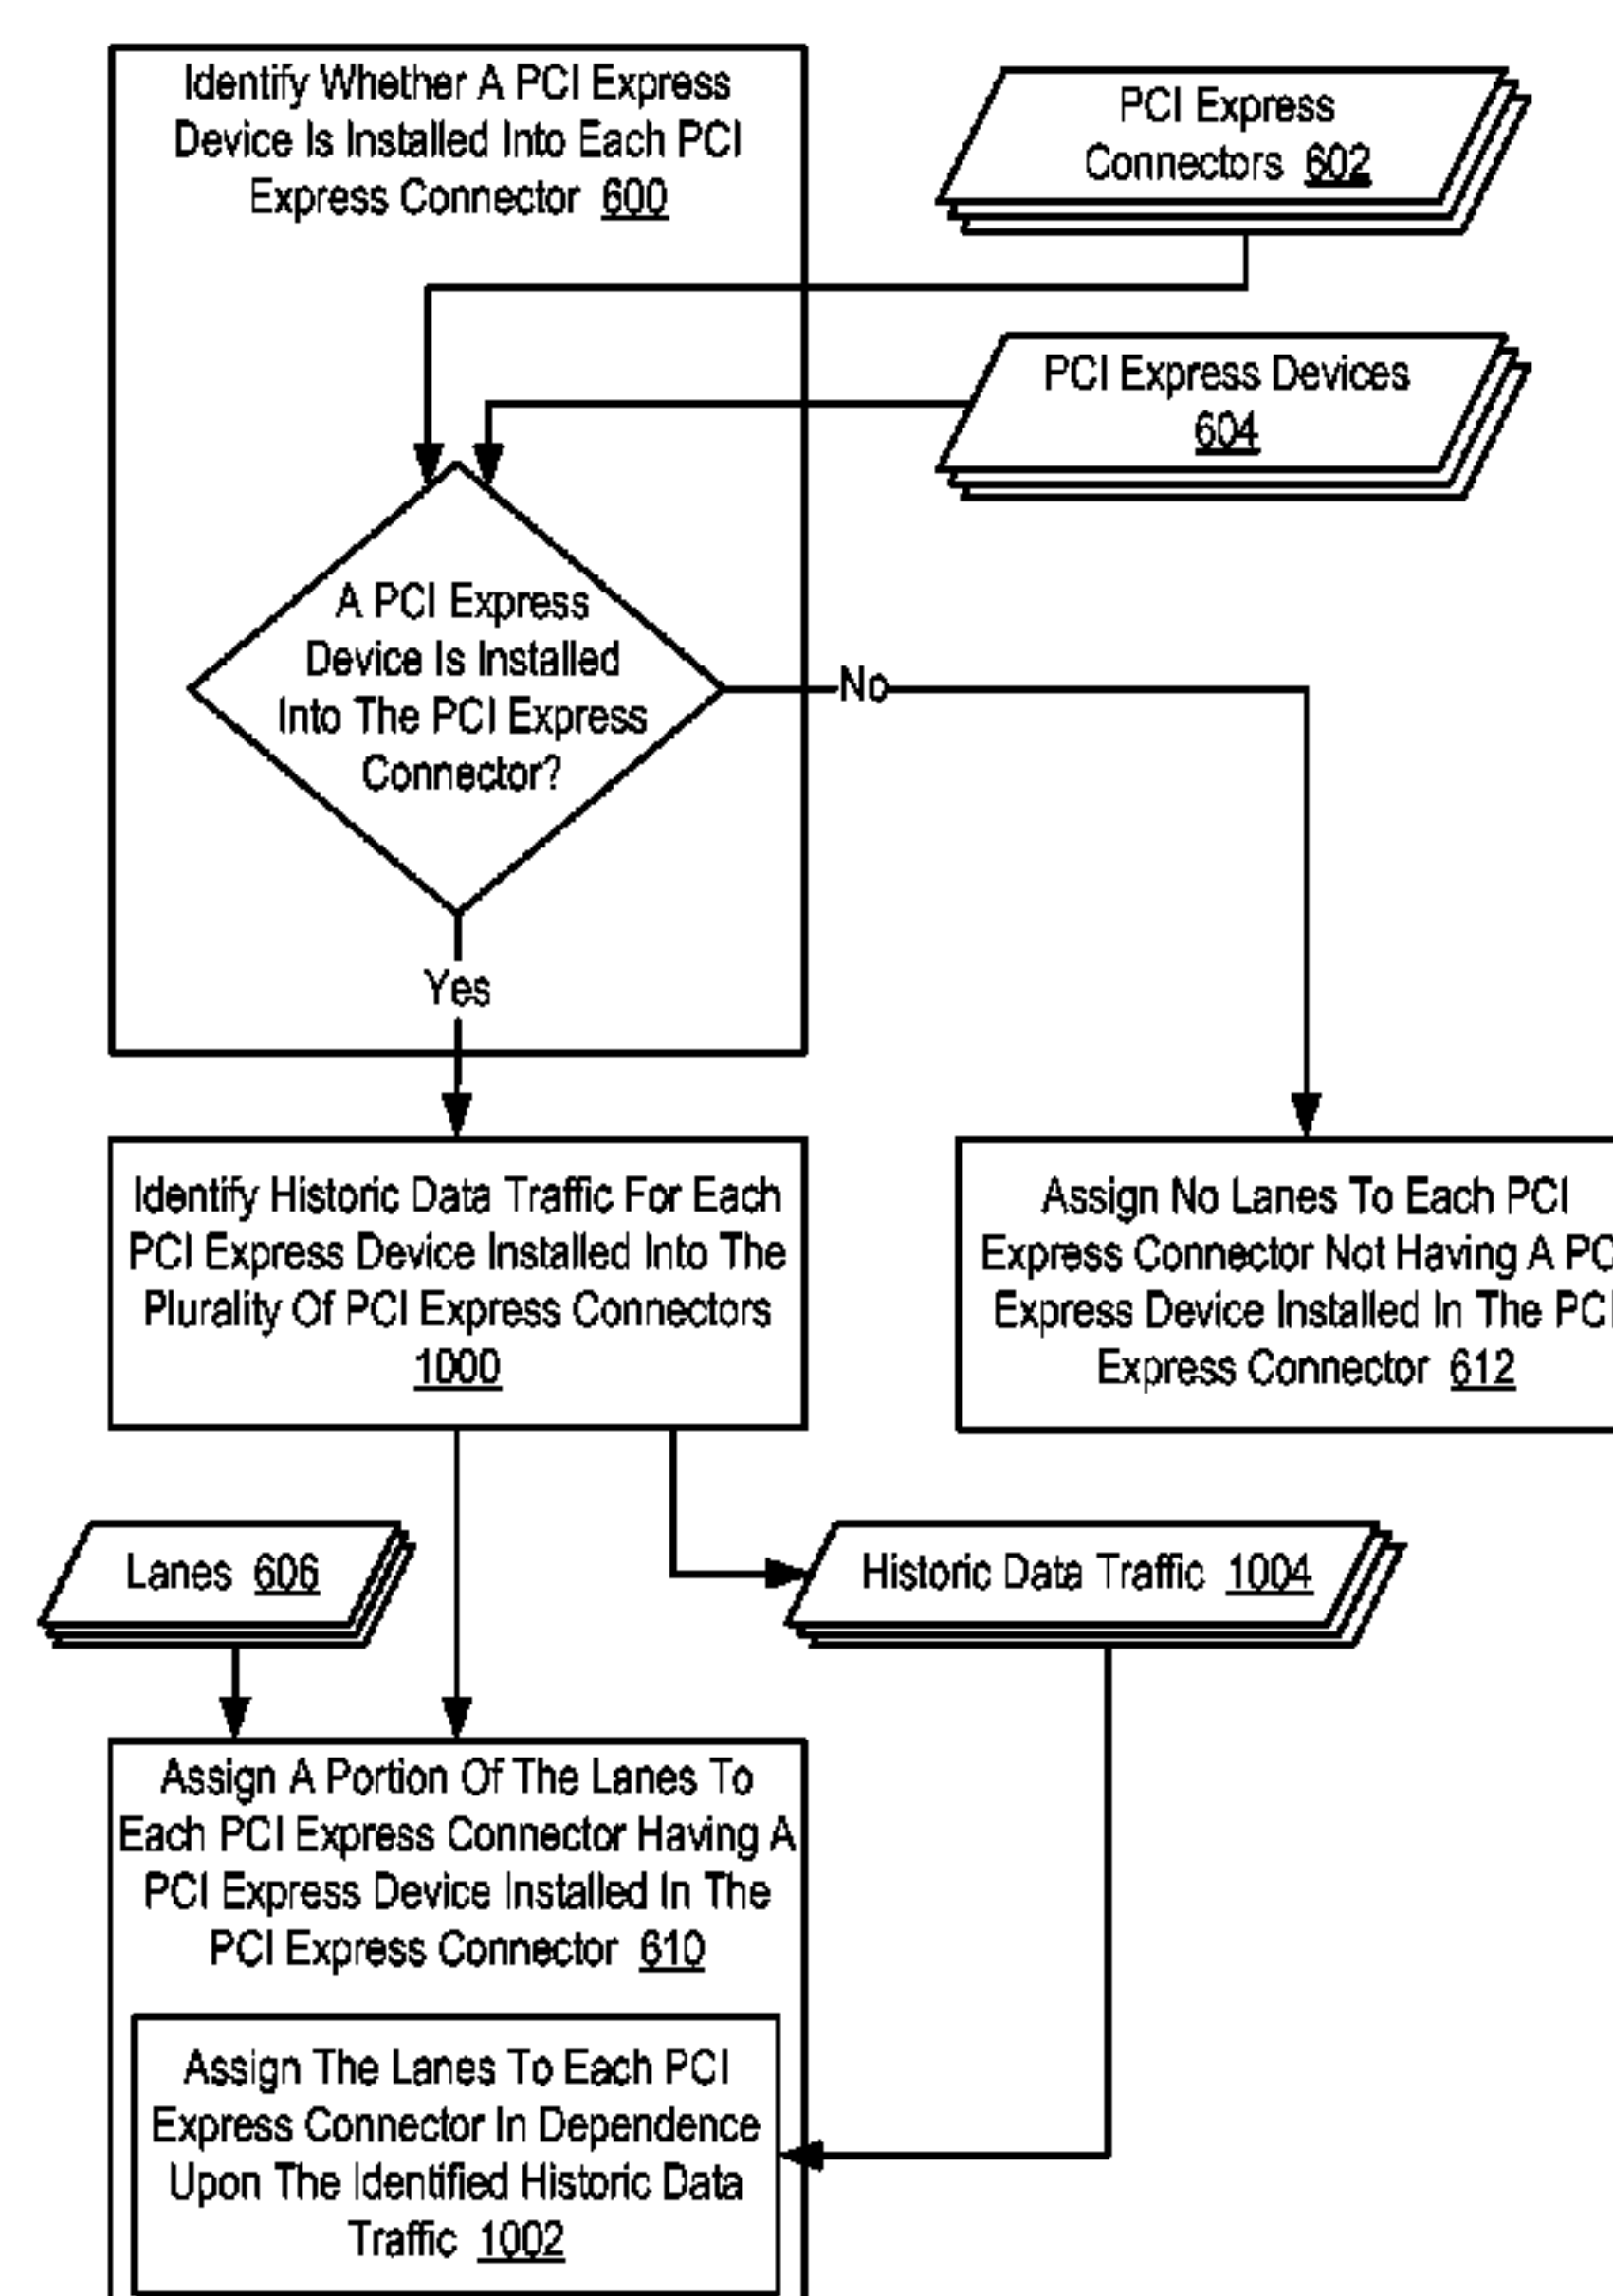 Identify Whether A PCI Express
Device Is Installed Into Each PCI
Express Connector 600
PCI Express
Connectors 602
PCI Express Devices
604
A PCI Express
Device Is Installed
Into The PCI Express
Connector?
No
Yes
Identify Historic Data Traffic For Each
PCI Express Device Installed Into The
Plurality Of PCI Express Connectors
1000
Assign No Lanes To Each PCI
Express Connector Not Having A PC
Express Device Installed In The PCI
Express Connector 612
Lanes 606
Historic Data Traffic 1004
Assign A Portion Of The Lanes To
Each PCI Express Connector Having A
PCI Express Device Installed In The
PCI Express Connector 610
Assign The Lanes To Each PCI
Express Connector In Dependence
Upon The Identified Historic Data
Traffic 1002